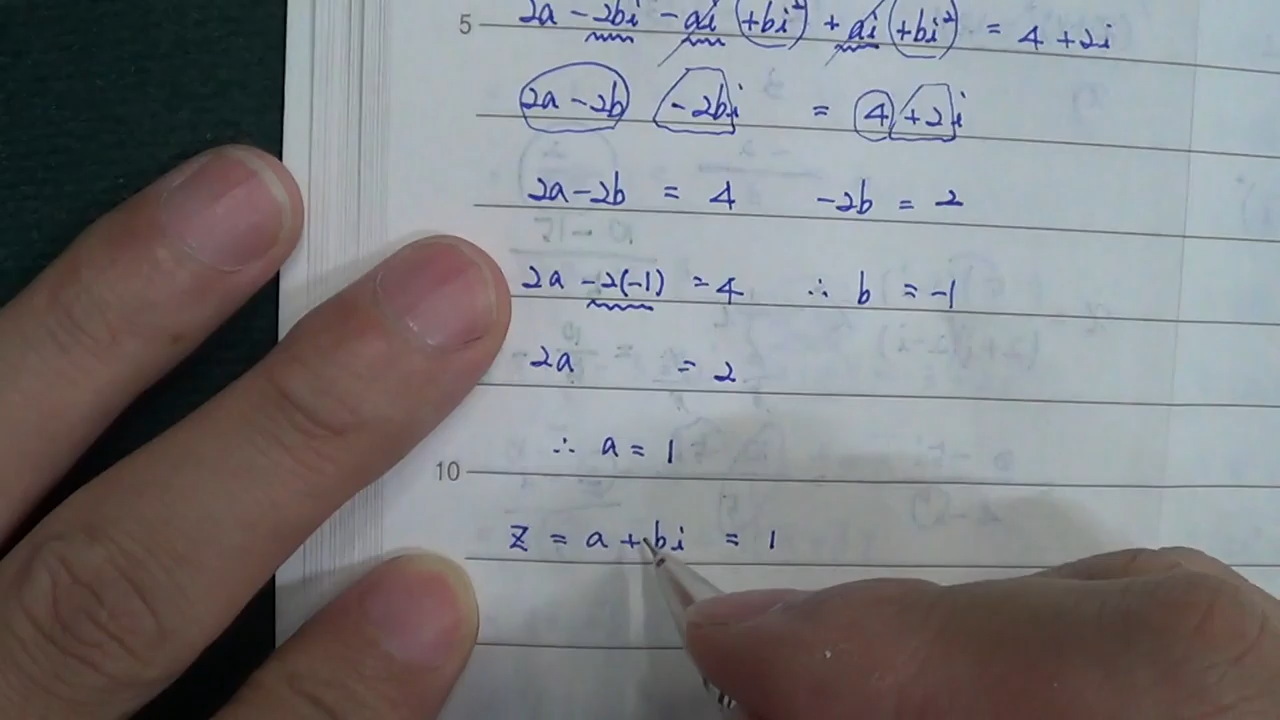 5 2a - 2bi - ai (+bi²) + ai (+bi²) = 4 + 2i
2a - 2b - 2bi = 4 + 2i
2a - 2b = 4 -2b = 2
2a - 2(-1) = 4 ∴ b = -1
2a = 2
∴ a = 1
10
z = a + bi = 1